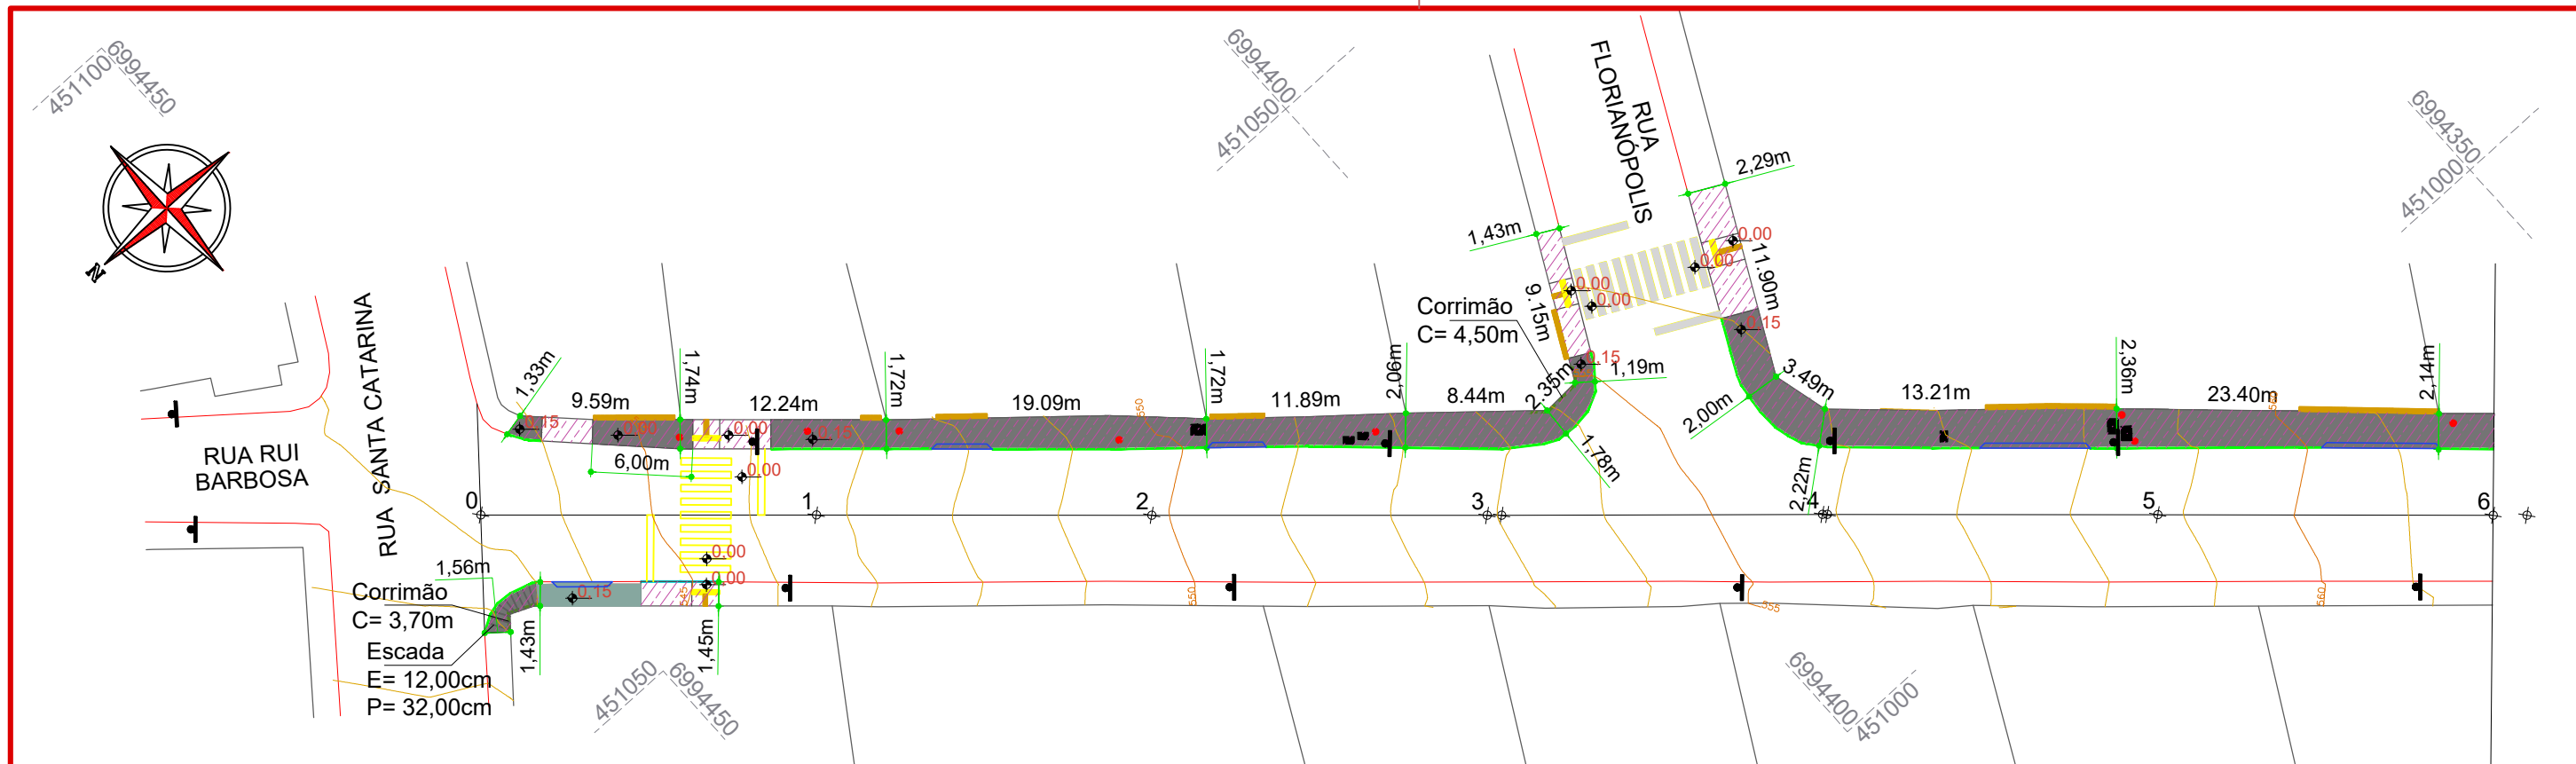 451100
6994450
6994400
451050
6994350
451000
RUA
FLORIANÓPOLIS
2,29m
1,43m
0.00
0.00
11.90m
0.00
0.00
9.15m
Corrimão
C= 4,50m
0.15
0.15
1,19m
2.35m
3.49m
2,00m
1,33m
9.59m
1,74m
12.24m
1,72m
19.09m
550
1,72m
11.89m
2,06m
8.44m
1,78m
13.21m
2,36m
23.40m
2,14m
0.15
0.00
0.00
0.15
6,00m
0.00
2,22m
RUA SANTA CATARINA
RUA RUI
BARBOSA
N
0
1
2
3
4
5
6
0.00
0.00
0.15
1,56m
Corrimão
C= 3,70m
Escada
E= 12,00cm
P= 32,00cm
1,43m
1,45m
545
550
555
560
451050
6994450
6994400
451000